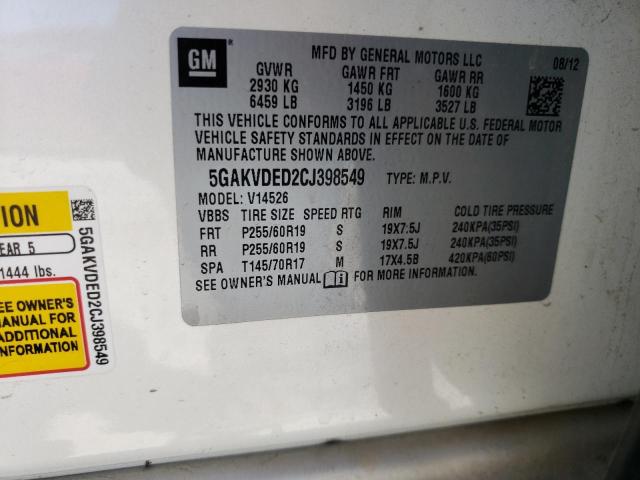 GM
MFD BY GENERAL MOTORS LLC 08/12
GVWR GAWR FRT GAWR RR
2930 KG 1450 KG 1600 KG
6459 LB 3196 LB 3527 LB
THIS VEHICLE CONFORMS TO ALL APPLICABLE U.S. FEDERAL MOTOR
VEHICLE SAFETY STANDARDS IN EFFECT ON THE DATE OF
MANUFACTURE SHOWN ABOVE.
5GAKVDED2CJ398549 TYPE: M.P.V.
MODEL: V14526
VBBS TIRE SIZE SPEED RTG RIM COLD TIRE PRESSURE
FRT P255/60R19 S 19X7.5J 240KPA(35PSI)
RR P255/60R19 S 19X7.5J 240KPA(35PSI)
SPA T145/70R17 M 17X4.5B 420KPA(60PSI)
SEE OWNER'S MANUAL FOR MORE INFORMATION.
TION
EAR 5
1444 lbs.
SEE OWNER'S
MANUAL FOR
ADDITIONAL
INFORMATION
5GAKVDED2CJ398549